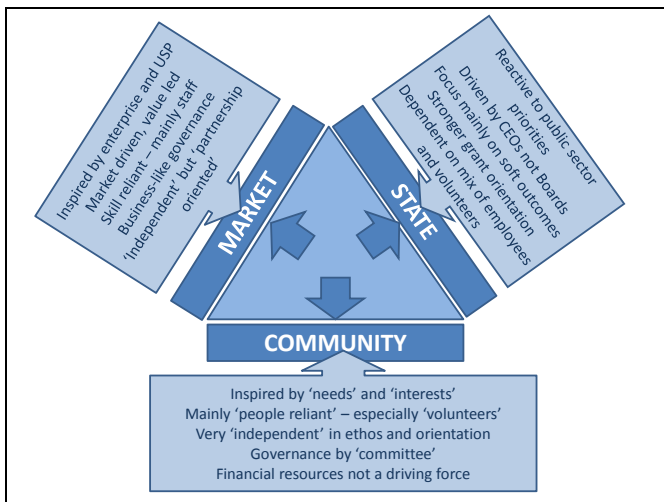 Inspired by enterprise and USP
Market driven, value led
Skill reliant – mainly staff
Business-like governance
‘Independent’ but ‘partnership
oriented’
MARKET
Reactive to public sector
priorities
Driven by CEOs not Boards
Focus mainly on soft outcomes
Stronger grant orientation
Dependent on mix of employees
and volunteers
STATE
COMMUNITY
Inspired by ‘needs’ and ‘interests’
Mainly ‘people reliant’ – especially ‘volunteers’
Very ‘independent’ in ethos and orientation
Governance by ‘committee’
Financial resources not a driving force